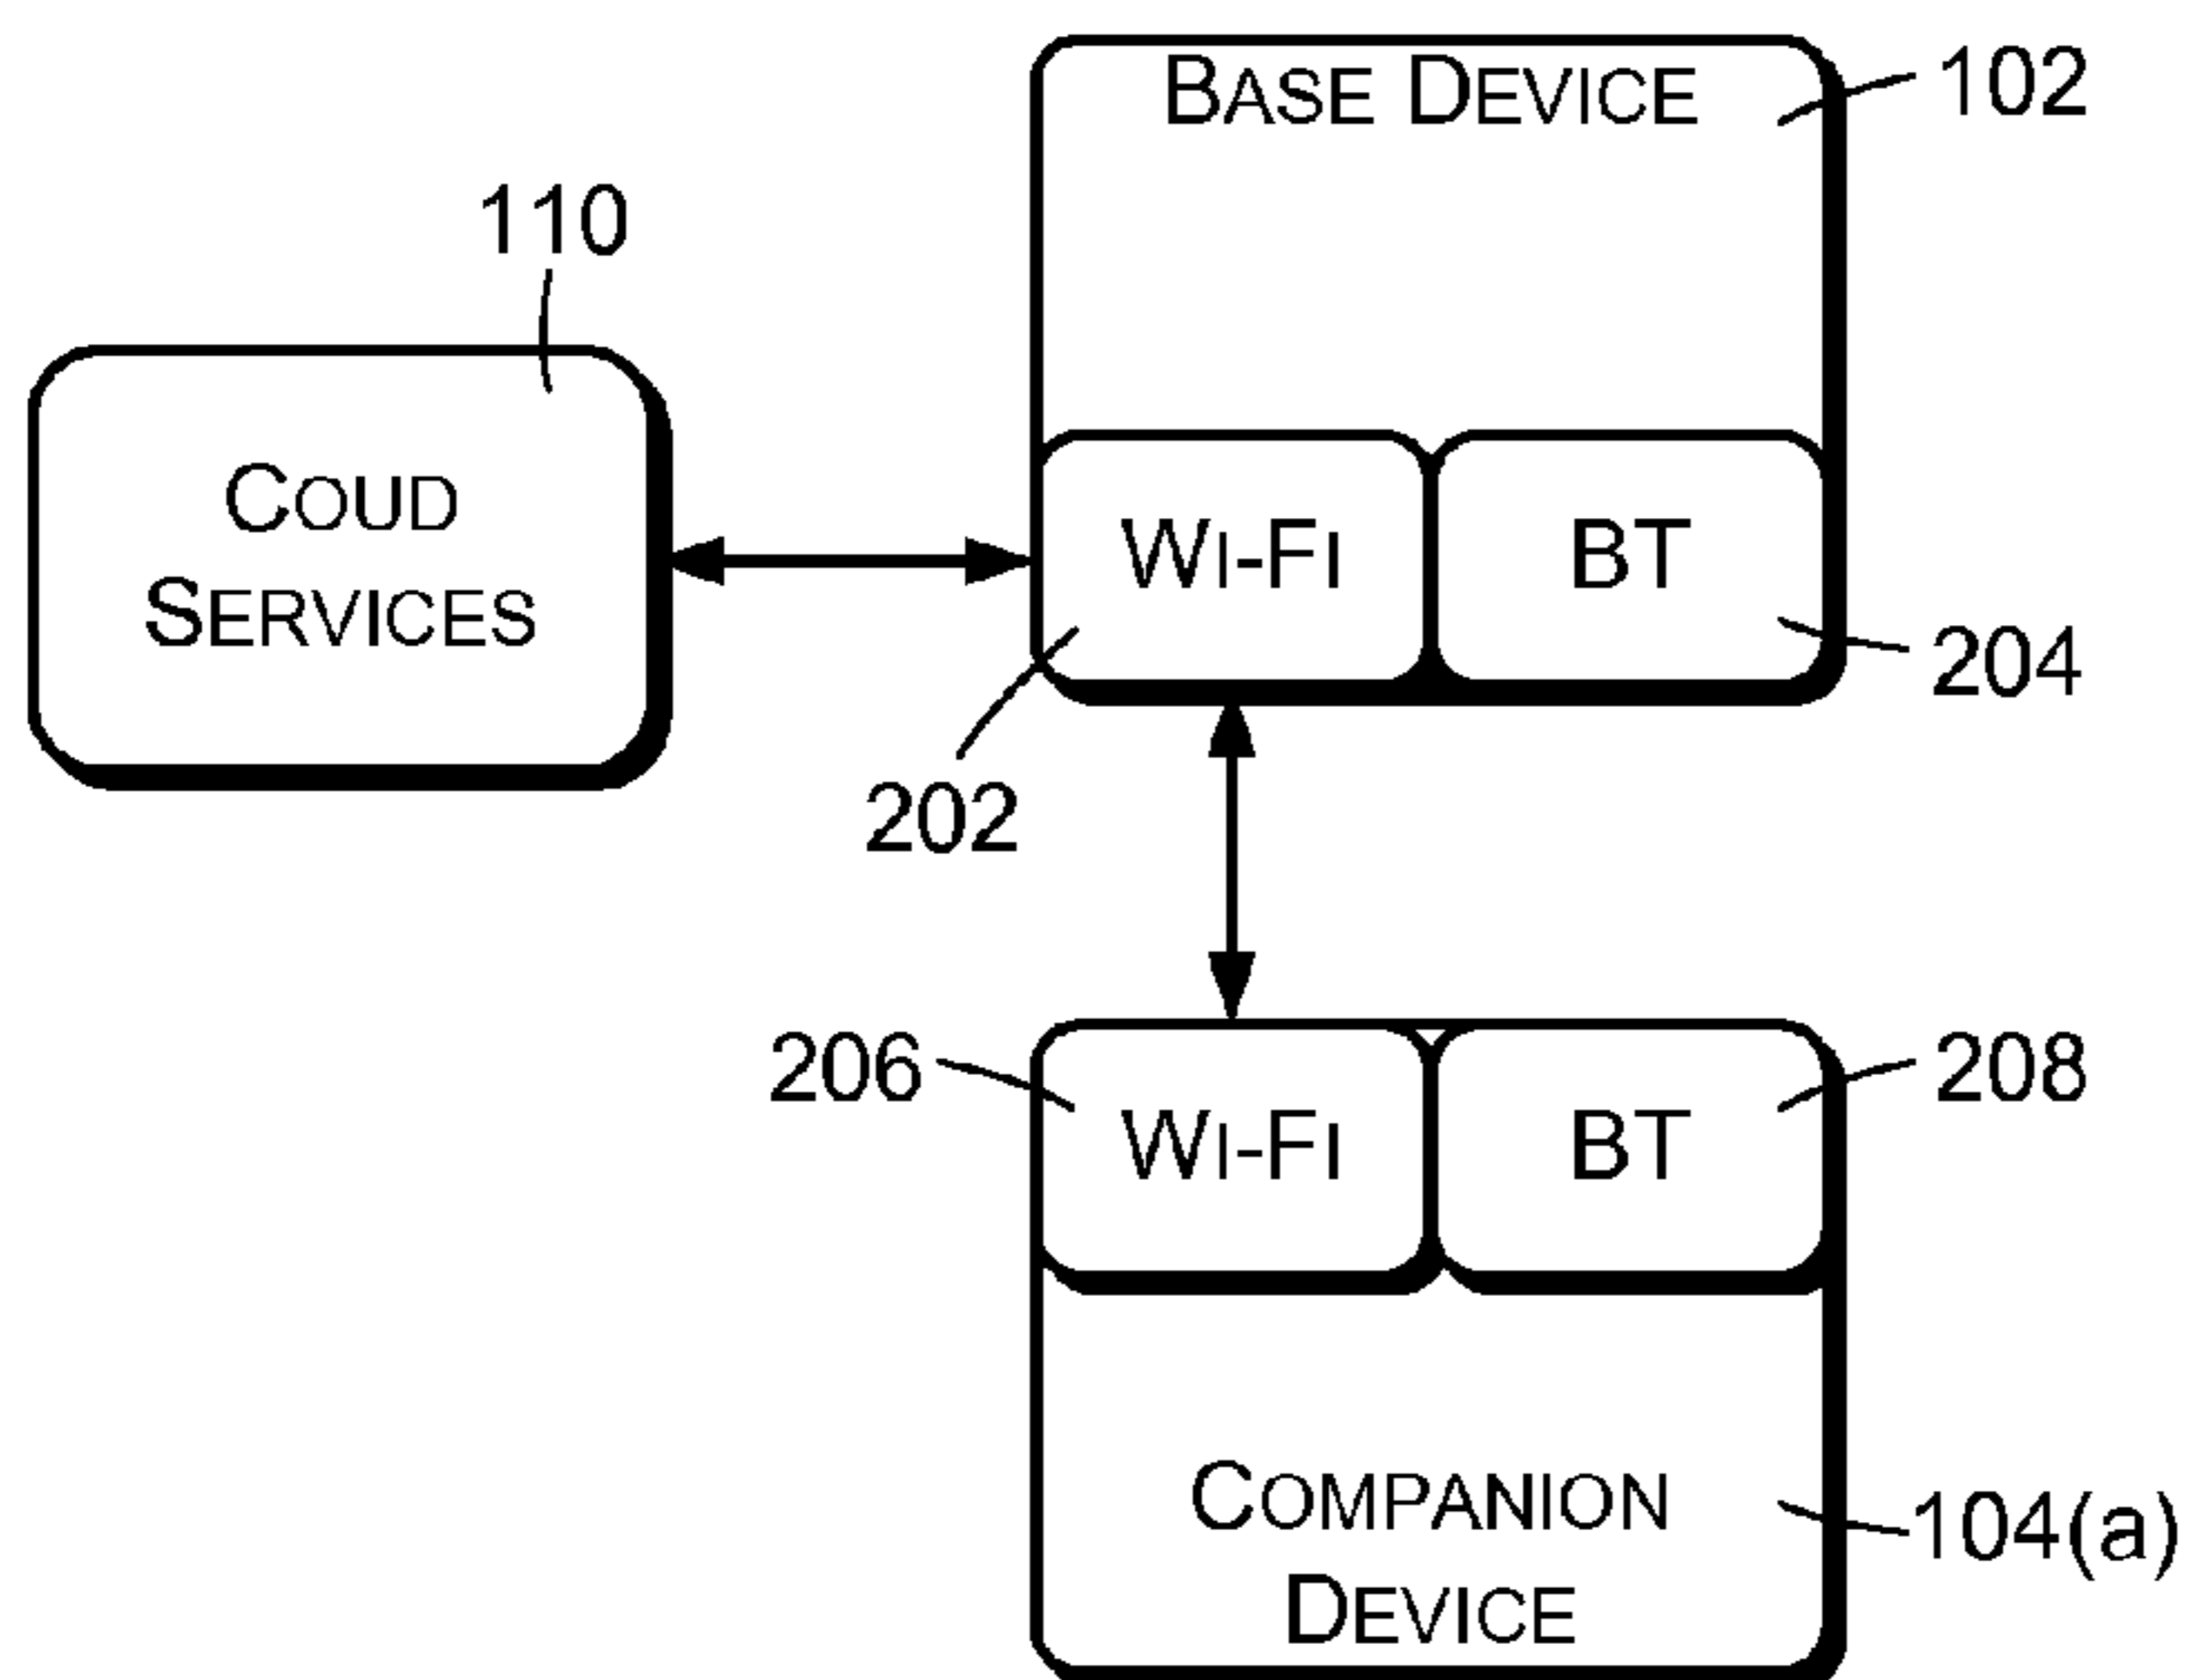 BASE DEVICE
102
110
COUD
SERVICES
WI-FI
BT
204
202
206
208
WI-FI
BT
COMPANION
DEVICE
104(a)